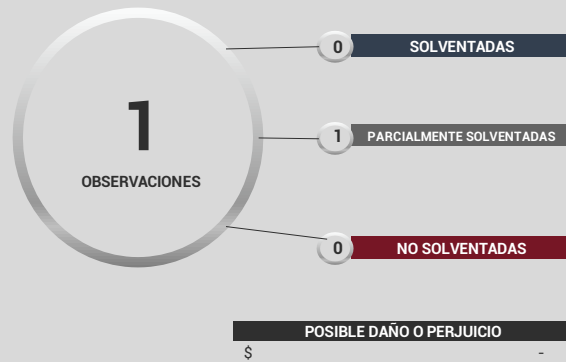 1
OBSERVACIONES
0 SOLVENTADAS
1 PARCIALMENTE SOLVENTADAS
0 NO SOLVENTADAS
POSIBLE DAÑO O PERJUICIO
$ -